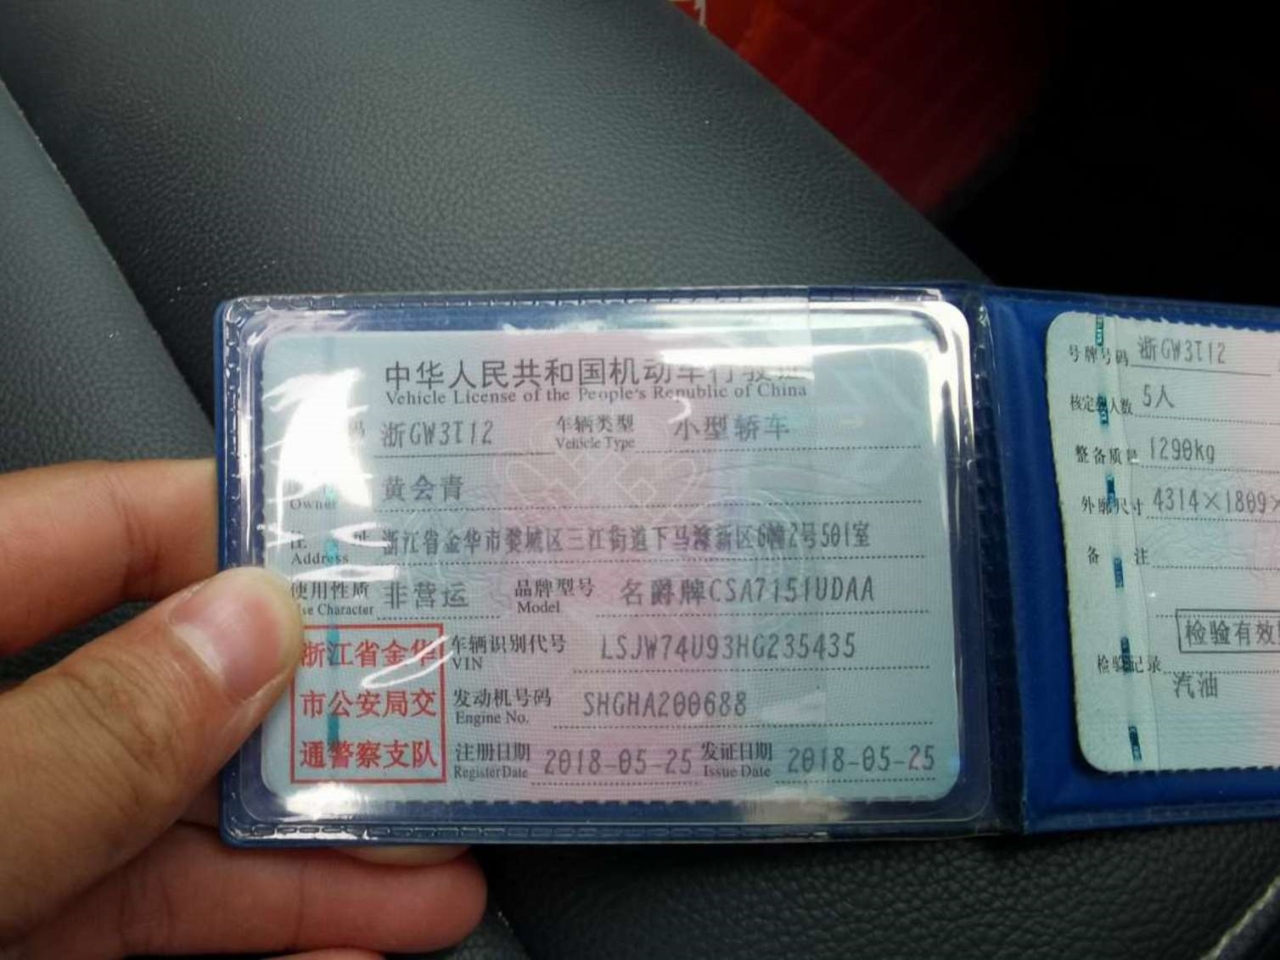 中华人民共和国机动车行驶证
Vehicle License of the People's Republic of China
浙GW3T12 车辆类型 Vehicle Type 小型轿车
Owner 黄会青
住 址 Address 浙江省金华市婺城区三江街道下马滩新区6幢2号501室
使用性质 Use Character 非营运 品牌型号 Model 名爵牌CSA7151UDAA
车辆识别代号 VIN LSJW74U93HG235435
发动机号码 Engine No. SHGHA200688
注册日期 Register Date 2018-05-25 发证日期 Issue Date 2018-05-25
浙江省金华
市公安局交
通警察支队
号牌号码 浙GW3T12
核定载人数 5人
整备质量 1290kg
外廓尺寸 4314×1809×
备 注
检验有效
检验记录
汽油